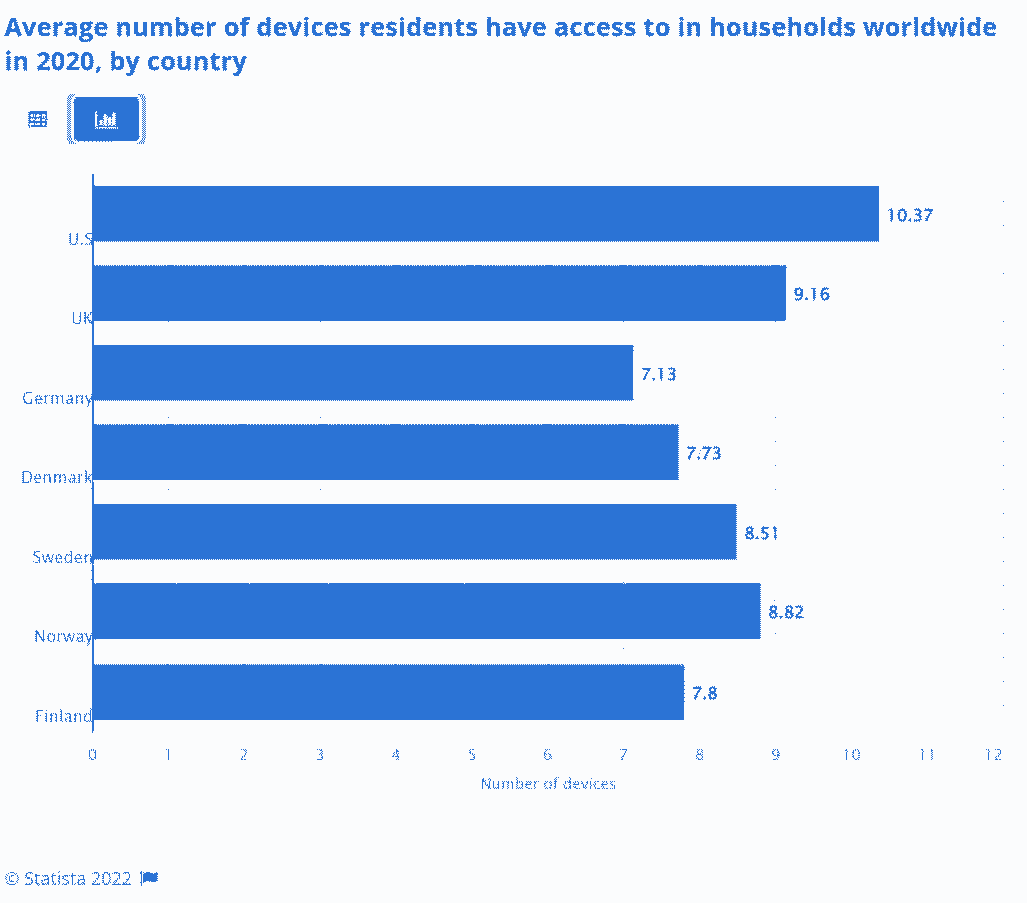 Average number of devices residents have access to in households worldwide
in 2020, by country
U.S
10.37
UK
9.16
Germany
7.13
Denmark
7.73
Sweden
8.51
Norway
8.82
Finland
7.8
0 1 2 3 4 5 6 7 8 9 10 11 12
Number of devices
© Statista 2022